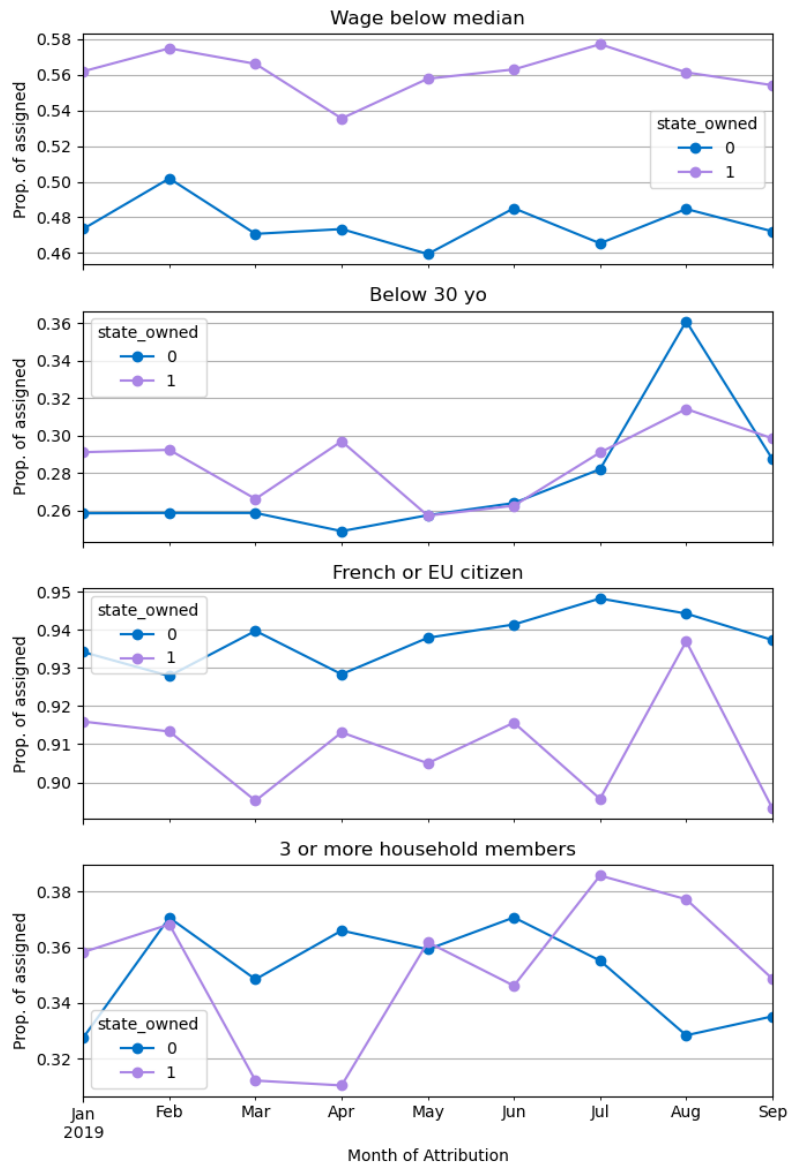 Wage below median
Prop. of assigned
0.58
0.56
0.54
0.52
0.50
0.48
0.46
state_owned
0
1
Below 30 yo
Prop. of assigned
0.36
0.34
0.32
0.30
0.28
0.26
state_owned
0
1
French or EU citizen
Prop. of assigned
0.95
0.94
0.93
0.92
0.91
0.90
state_owned
0
1
3 or more household members
Prop. of assigned
0.38
0.36
0.34
0.32
state_owned
0
1
Jan Feb Mar Apr May Jun Jul Aug Sep
2019
Month of Attribution